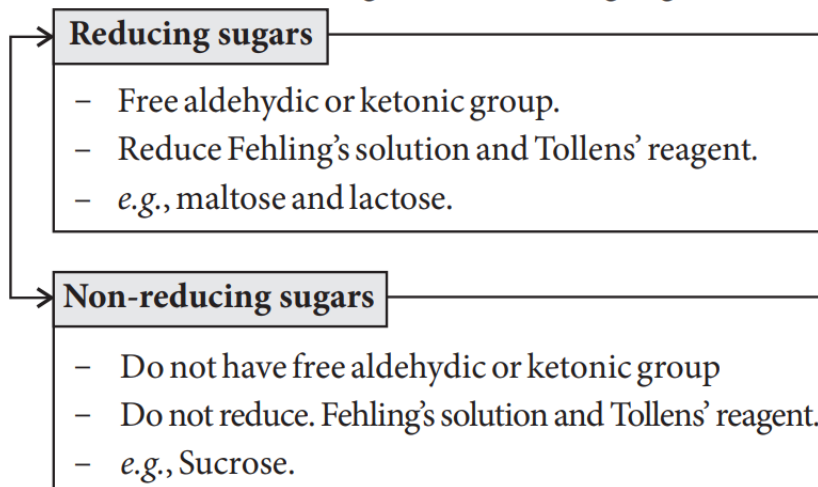 Reducing sugars
– Free aldehydic or ketonic group.
– Reduce Fehling's solution and Tollens' reagent.
– e.g., maltose and lactose.
Non-reducing sugars
– Do not have free aldehydic or ketonic group
– Do not reduce. Fehling's solution and Tollens' reagent.
– e.g., Sucrose.